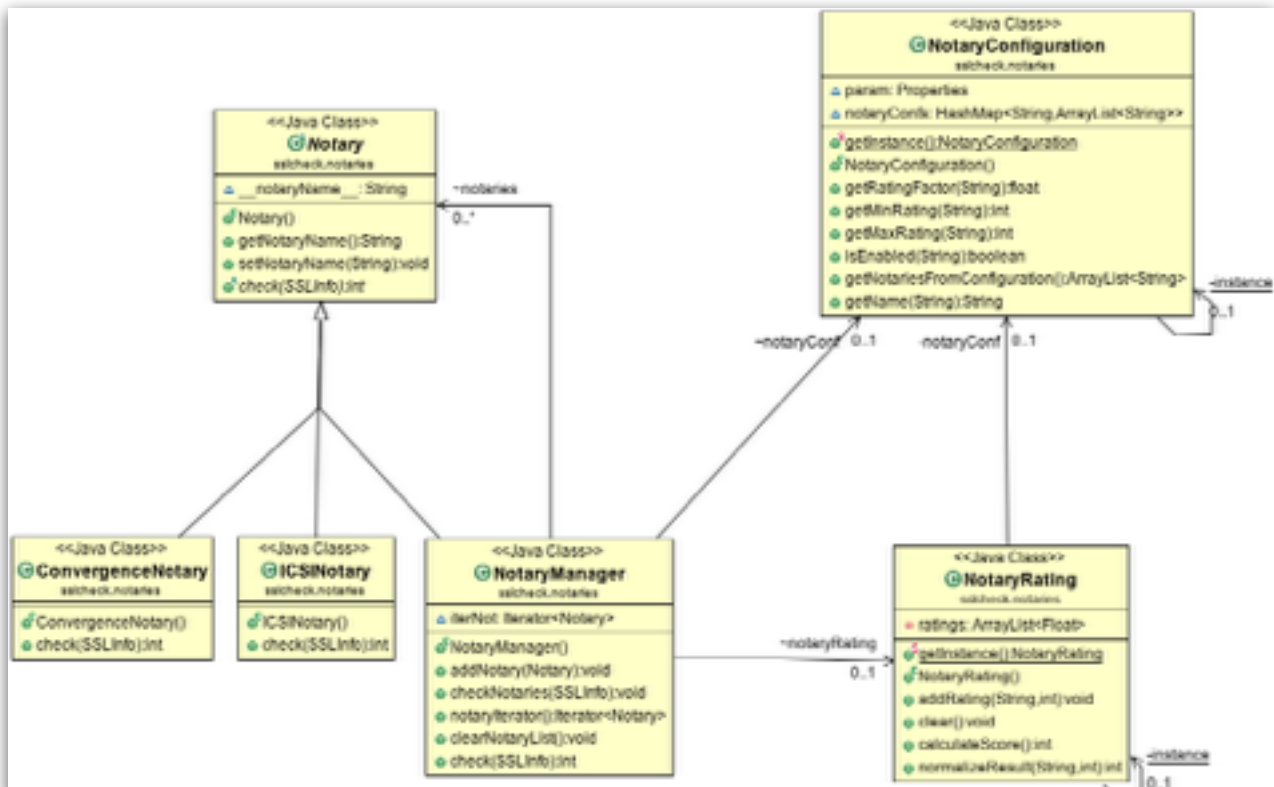 <<Java Class>>
NotaryConfiguration
sslcheck.notaries
param: Properties
notaryConfs: HashMap<String,ArrayList<String>>
getInstance():NotaryConfiguration
NotaryConfiguration()
getRatingFactor(String):float
getMinRating(String):int
getMaxRating(String):int
isEnabled(String):boolean
getNotariesFromConfiguration():ArrayList<String>
getName(String):String
-instance
0..1
<<Java Class>>
Notary
sslcheck.notaries
__notaryName__: String
Notary()
getNotaryName():String
setNotaryName(String):void
check(SSLInfo):int
~notaries
0..*
~notaryConf 0..1
-notaryConf 0..1
<<Java Class>>
ConvergenceNotary
sslcheck.notaries
ConvergenceNotary()
check(SSLInfo):int
<<Java Class>>
ICSINotary
sslcheck.notaries
ICSINotary()
check(SSLInfo):int
<<Java Class>>
NotaryManager
sslcheck.notaries
iterNot: Iterator<Notary>
NotaryManager()
addNotary(Notary):void
checkNotaries(SSLInfo):void
notaryIterator():Iterator<Notary>
clearNotaryList():void
check(SSLInfo):int
~notaryRating
0..1
<<Java Class>>
NotaryRating
sslcheck.notaries
ratings: ArrayList<Float>
getInstance():NotaryRating
NotaryRating()
addRating(String,int):void
clear():void
calculateScore():int
normalizeResult(String,int):int
-instance
0..1